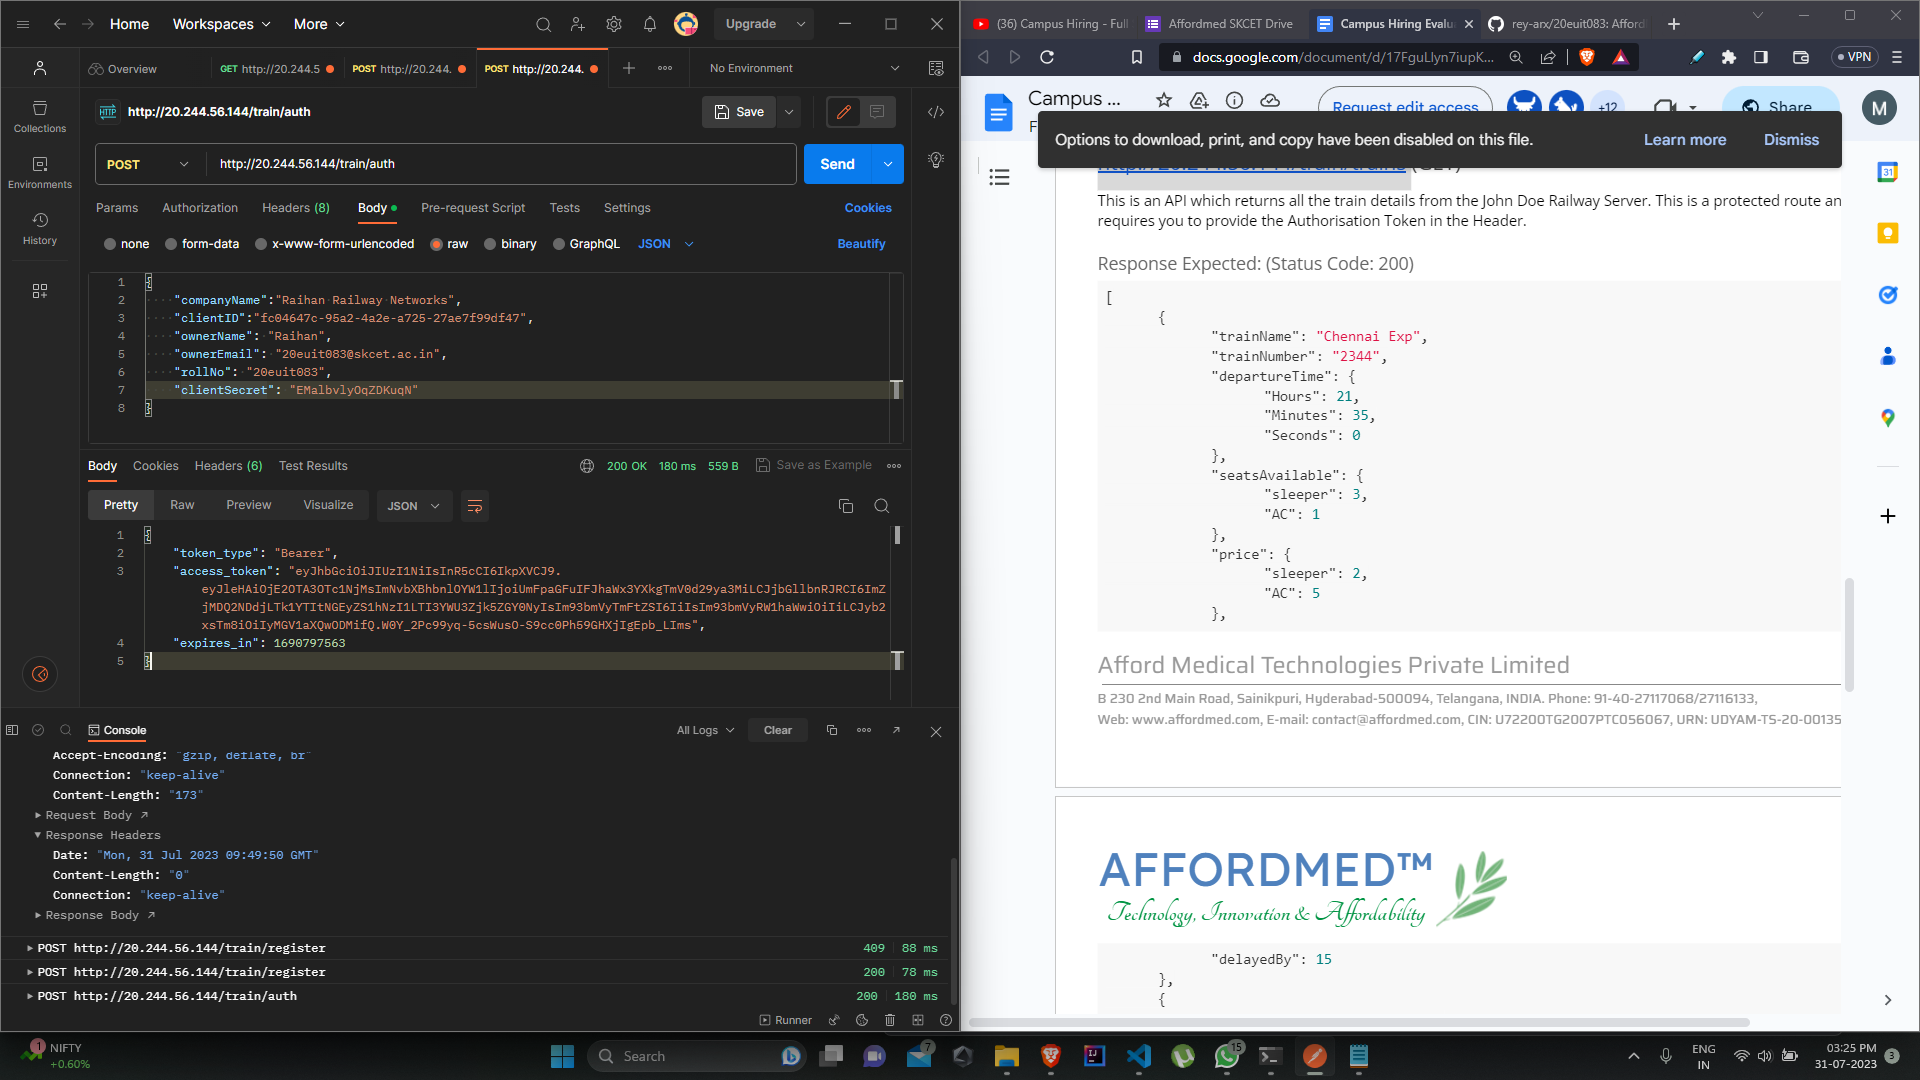 Home
Workspaces
More
Upgrade
Overview
GET http://20.244.5
POST http://20.244.
POST http://20.244.
No Environment
http://20.244.56.144/train/auth
Save
POST
http://20.244.56.144/train/auth
Send
Params
Authorization
Headers (8)
Body
Pre-request Script
Tests
Settings
Cookies
none
form-data
x-www-form-urlencoded
raw
binary
GraphQL
JSON
Beautify
Collections
Environments
History
1 {
2 "companyName":"Raihan Railway Networks",
3 "clientID":"fc04647c-95a2-4a2e-a725-27ae7f99df47",
4 "ownerName": "Raihan",
5 "ownerEmail": "20euit083@skcet.ac.in",
6 "rollNo": "20euit083",
7 "clientSecret": "EMalbvlyOqZDKuqN"
8 }
Body
Cookies
Headers (6)
Test Results
200 OK
180 ms
559 B
Save as Example
Pretty
Raw
Preview
Visualize
JSON
1 {
2 "token_type": "Bearer",
3 "access_token": "eyJhbGciOiJIUzI1NiIsInR5cCI6IkpXVCJ9.
4 "expires_in": 1690797563
5 }
Console
All Logs
Clear
Accept-Encoding: "gzip, deflate, br"
Connection: "keep-alive"
Content-Length: "173"
Request Body
Response Headers
Date: "Mon, 31 Jul 2023 09:49:50 GMT"
Content-Length: "0"
Connection: "keep-alive"
Response Body
POST http://20.244.56.144/train/register 409 88 ms
POST http://20.244.56.144/train/register 200 78 ms
POST http://20.244.56.144/train/auth 200 180 ms
Runner
(36) Campus Hiring - Full
Affordmed SKCET Drive
Campus Hiring Evalu
rey-arx/20euit083: Afford
docs.google.com/document/d/17FguLlyn7iupK...
VPN
Campus ...
Request edit access
+12
Share
M
Options to download, print, and copy have been disabled on this file.
Learn more
Dismiss
This is an API which returns all the train details from the John Doe Railway Server. This is a protected route an
requires you to provide the Authorisation Token in the Header.
Response Expected: (Status Code: 200)
[
{
"trainName": "Chennai Exp",
"trainNumber": "2344",
"departureTime": {
"Hours": 21,
"Minutes": 35,
"Seconds": 0
},
"seatsAvailable": {
"sleeper": 3,
"AC": 1
},
"price": {
"sleeper": 2,
"AC": 5
},
Afford Medical Technologies Private Limited
B 230 2nd Main Road, Sainikpuri, Hyderabad-500094, Telangana, INDIA. Phone: 91-40-27117068/27116133,
Web: www.affordmed.com, E-mail: contact@affordmed.com, CIN: U72200TG2007PTC056067, URN: UDYAM-TS-20-00135
AFFORDMED™
Technology, Innovation & Affordability
"delayedBy": 15
},
{
31
1
NIFTY
+0.60%
Search
7
15
ENG
IN
03:25 PM
31-07-2023
3